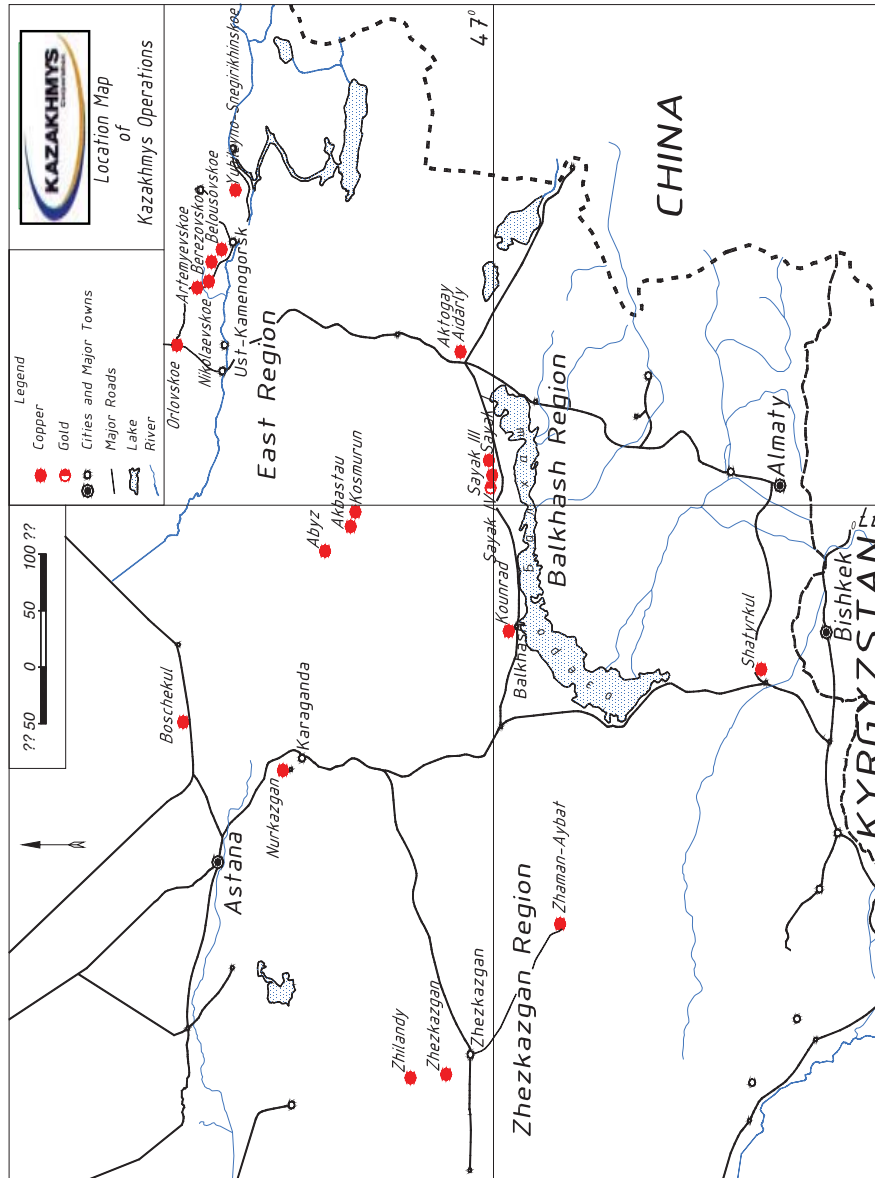 KAZAKHMYS
Corporation
Location Map
of
Kazakhmys Operations
Legend
Copper
Gold
Cities and Major Towns
Major Roads
Lake
River
?? 50 0 50 100 ??
Boschekul
Astana
Nurkazgan
Karaganda
Abyz
Akbastau
Kosmurun
Orlovskoe
Artemyevskoe
Nikolaevskoe
Berezovskoe
Belousovskoe
Yubileyno-Snegirikhinskoe
Ust-Kamenogorsk
East Region
Zhilandy
Zhezkazgan
Zhezkazgan
Zhezkazgan Region
Zhaman-Aybat
Kounrad
Balkhash
Sayak IV
Sayak III
Sayak I
Aktogay
Aidarly
47°
Balkhash Region
Shatyrkul
Almaty
Bishkek
KYRGYZSTAN
CHINA